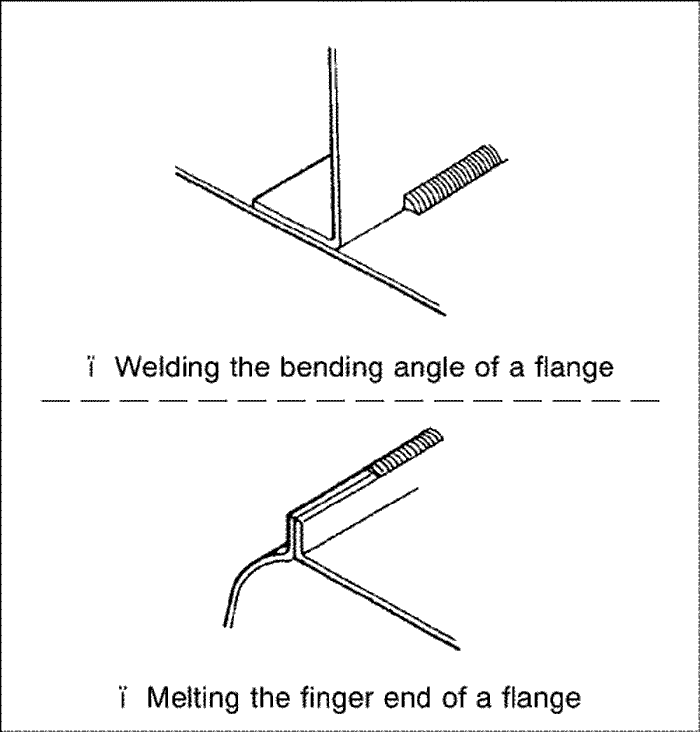 ï Welding the bending angle of a flange
ï Melting the finger end of a flange